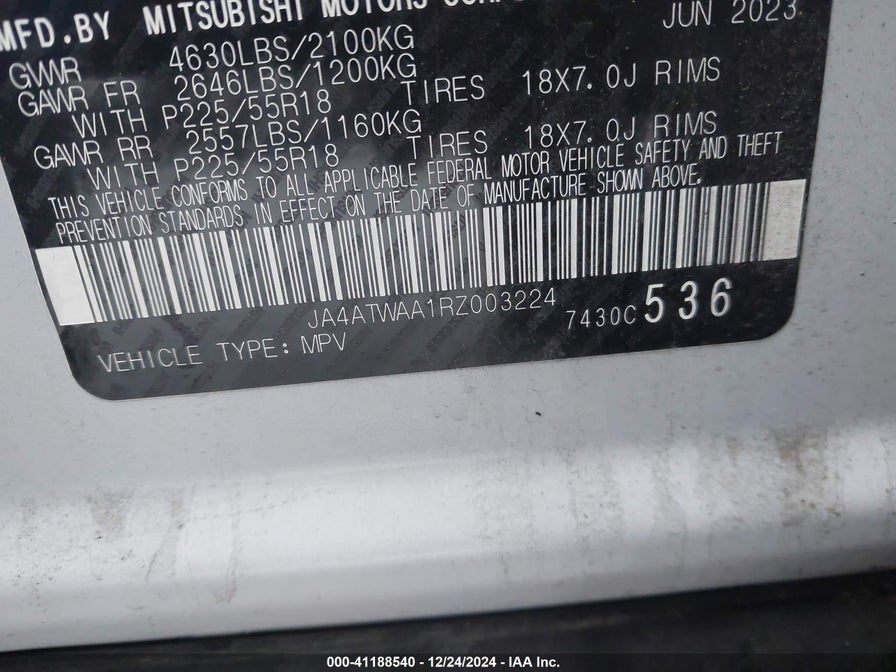 MFD.BY MITSUBISHI MOTORS JUN 2023
GVWR 4630LBS/2100KG
GAWR FR 2646LBS/1200KG
WITH P225/55R18 TIRES 18X7.0J RIMS
GAWR RR 2557LBS/1160KG
WITH P225/55R18 TIRES 18X7.0J RIMS
THIS VEHICLE CONFORMS TO ALL APPLICABLE FEDERAL MOTOR VEHICLE SAFETY AND THEFT
PREVENTION STANDARDS IN EFFECT ON THE DATE OF MANUFACTURE SHOWN ABOVE.
JA4ATWAA1RZ003224
7430C 536
VEHICLE TYPE: MPV
000-41188540 - 12/24/2024 - IAA Inc.